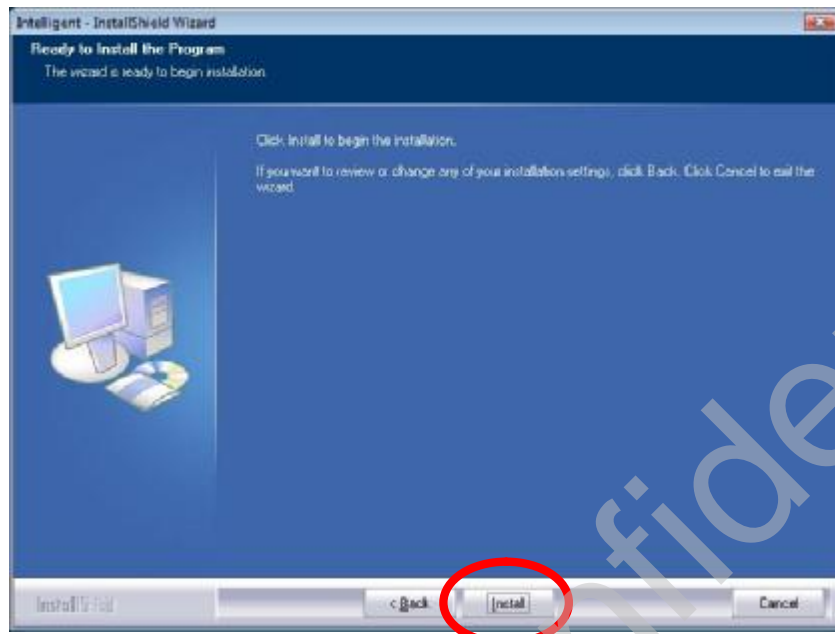 Intelligent - InstallShield Wizard
Ready to Install the Program
The wizard is ready to begin installation.
Click Install to begin the installation.
If you want to review or change any of your installation settings, click Back. Click Cancel to exit the
wizard.
InstallShield
< Back
Install
Cancel
nfide